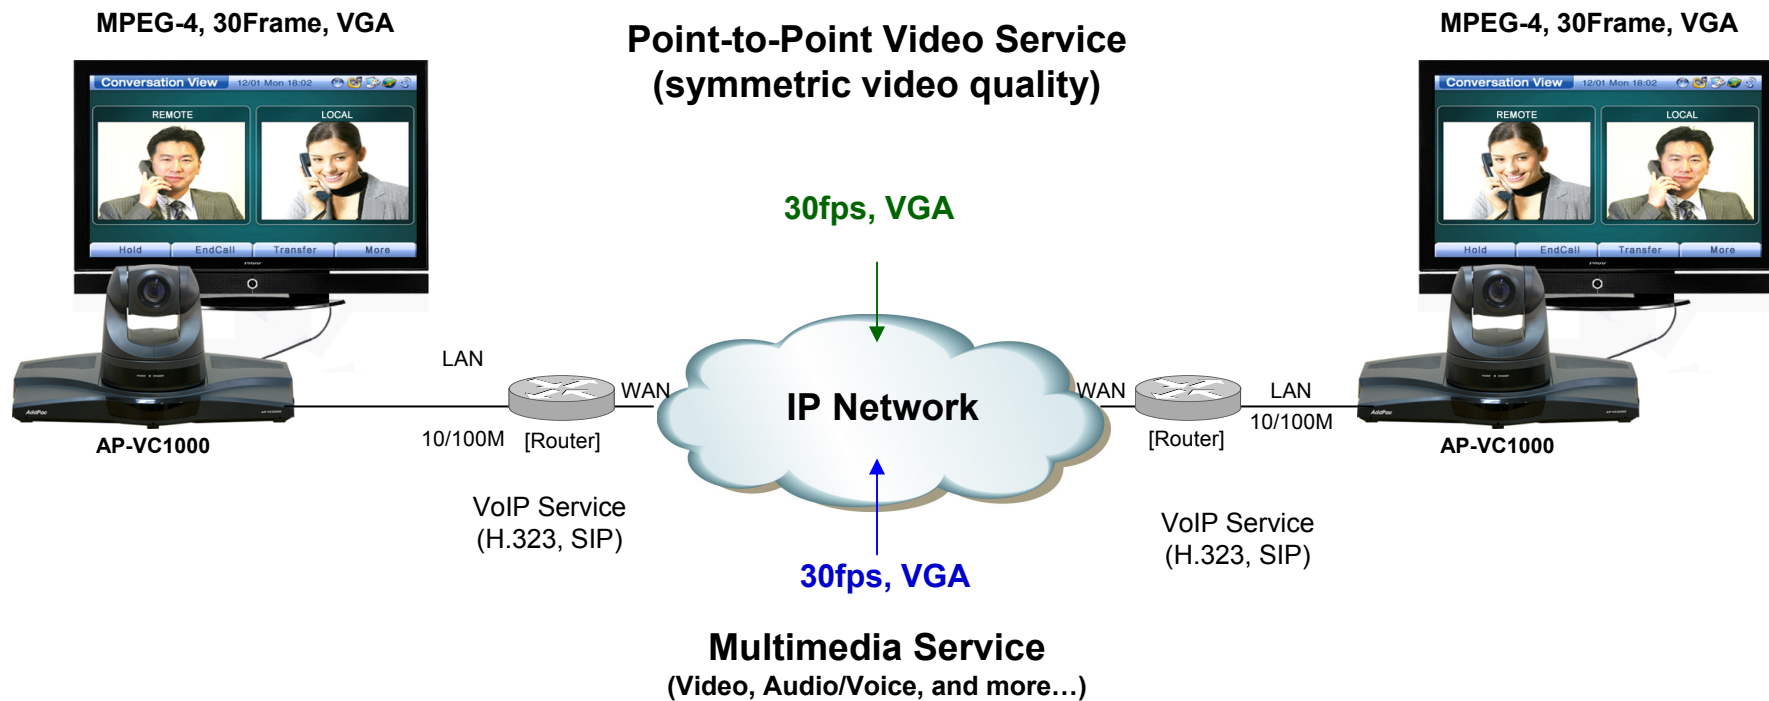 MPEG-4, 30Frame, VGA
Point-to-Point Video Service
(symmetric video quality)
MPEG-4, 30Frame, VGA
Conversation View 12/01 Mon 18:02
REMOTE LOCAL
Hold EndCall Transfer More
Conversation View 12/01 Mon 18:02
REMOTE LOCAL
Hold EndCall Transfer More
30fps, VGA
LAN
WAN
IP Network
WAN
LAN
AddPac
AP-VC1000
10/100M
[Router]
[Router]
10/100M
AddPac
AP-VC1000
VoIP Service
(H.323, SIP)
VoIP Service
(H.323, SIP)
30fps, VGA
Multimedia Service
(Video, Audio/Voice, and more…)